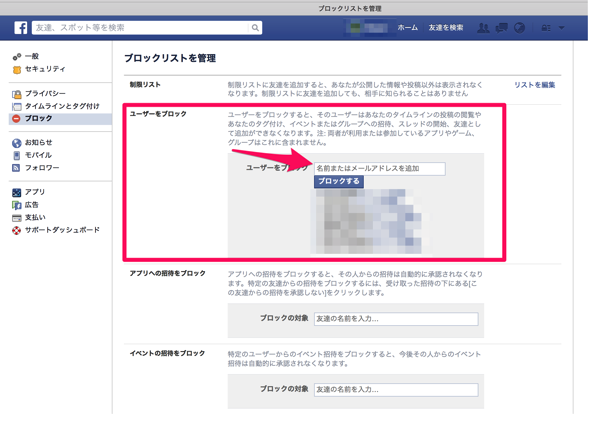 ブロックリストを管理
友達、スポット等を検索
ホーム
友達を検索
一般
セキュリティ
プライバシー
タイムラインとタグ付け
ブロック
お知らせ
モバイル
フォロワー
アプリ
広告
支払い
サポートダッシュボード
ブロックリストを管理
制限リスト
制限リストに友達を追加すると、あなたが公開した情報や投稿以外は表示されなく
なります。制限リストに友達を追加しても、相手に知られることはありません
リストを編集
ユーザーをブロック
ユーザーをブロックすると、そのユーザーはあなたのタイムラインの投稿の閲覧や
あなたのタグ付け、イベントまたはグループへの招待、スレッドの開始、友達とし
て追加ができなくなります。注: 両者が利用または参加しているアプリやゲーム、
グループはこれに含まれません。
ユーザーをブロック
名前またはメールアドレスを追加
ブロックする
アプリへの招待をブロック
アプリへの招待をブロックすると、その人からの招待は自動的に承認されなくなり
ます。特定の友達からの招待をブロックするには、受け取った招待の下にある[こ
の友達からの招待を承認しない]をクリックします。
ブロックの対象
友達の名前を入力...
イベントの招待をブロック
特定のユーザーからのイベント招待をブロックすると、今後その人からのイベント
招待は自動的に承認されなくなります。
ブロックの対象
友達の名前を入力...